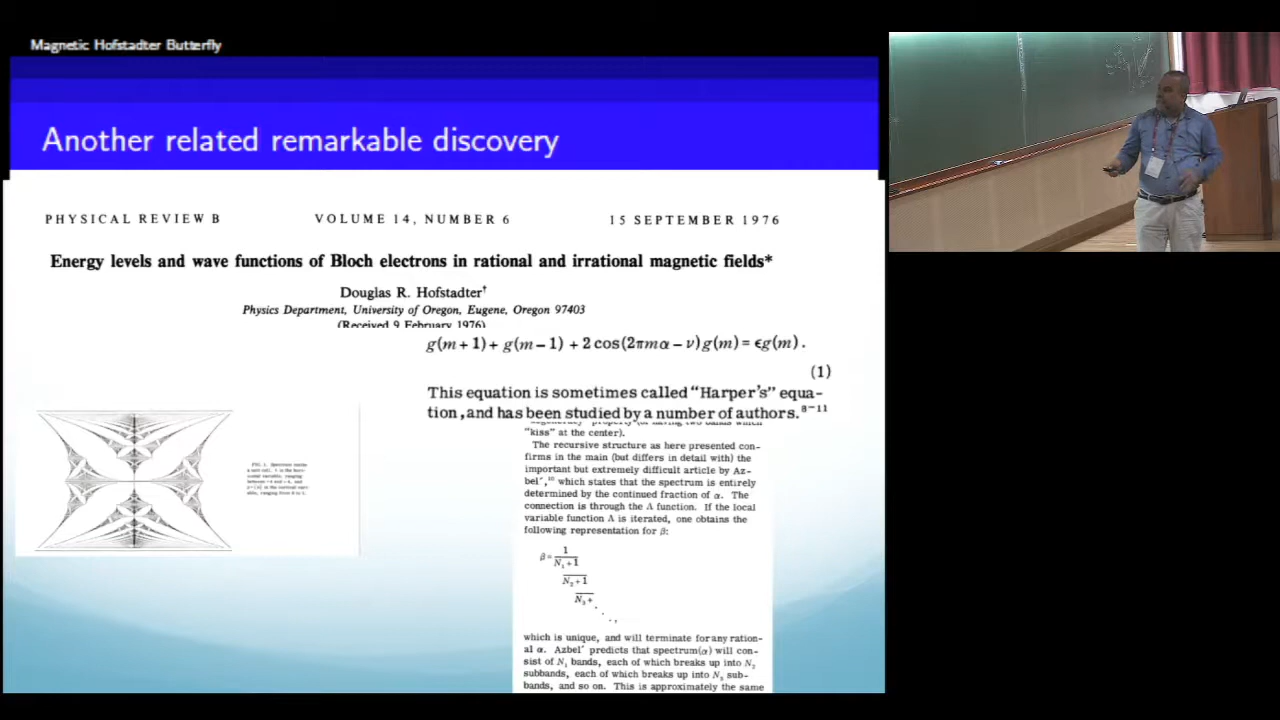 Magnetic Hofstadter Butterfly
Another related remarkable discovery
PHYSICAL REVIEW B VOLUME 14, NUMBER 6 15 SEPTEMBER 1976
Energy levels and wave functions of Bloch electrons in rational and irrational magnetic fields*
Douglas R. Hofstadter†
Physics Department, University of Oregon, Eugene, Oregon 97403
(Received 9 February 1976)
g(m+1)+ g(m−1) + 2 cos(2πmα − ν)g(m) = ϵg(m).
(1)
This equation is sometimes called "Harper's" equa-
tion, and has been studied by a number of authors.⁸⁻¹¹
"kiss" at the center).
The recursive structure as here presented con-
firms in the main (but differs in detail with) the
important but extremely difficult article by Az-
bel',¹⁰ which states that the spectrum is entirely
determined by the continued fraction of α. The
connection is through the Λ function. If the local
variable function Λ is iterated, one obtains the
following representation for β:
β = 1
N₁+1
N₂+1
N₃+
which is unique, and will terminate for any ration-
al α. Azbel' predicts that spectrum(α) will con-
sist of N₁ bands, each of which breaks up into N₂
subbands, each of which breaks up into N₃ sub-
bands, and so on. This is approximately the same